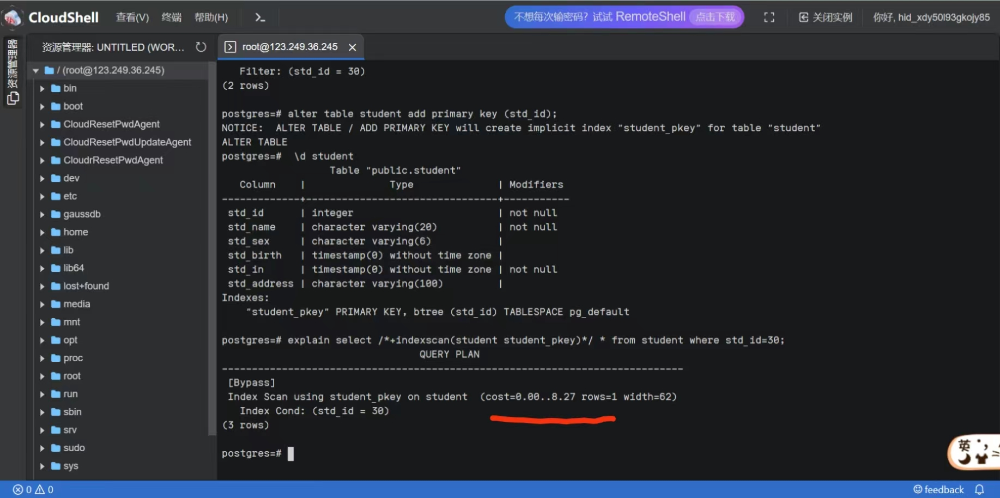 CloudShell 查看(V) 终端 帮助(H) 不想每次输密码？试试 RemoteShell 点击下载 关闭实例 你好, hid_xdy50l93gkojy85
资源管理器
资源管理器: UNTITLED (WOR...
/ (root@123.249.36.245)
bin
boot
CloudResetPwdAgent
CloudResetPwdUpdateAgent
CloudrResetPwdAgent
dev
etc
gaussdb
home
lib
lib64
lost+found
media
mnt
opt
proc
root
run
sbin
srv
sudo
sys
root@123.249.36.245
Filter: (std_id = 30)
(2 rows)
postgres=# alter table student add primary key (std_id);
NOTICE:  ALTER TABLE / ADD PRIMARY KEY will create implicit index "student_pkey" for table "student"
ALTER TABLE
postgres=#  \d student
Table "public.student"
Column    |              Type              | Modifiers
-------------+--------------------------------+-----------
std_id      | integer                        | not null
std_name    | character varying(20)          | not null
std_sex     | character varying(6)           |
std_birth   | timestamp(0) without time zone |
std_in      | timestamp(0) without time zone | not null
std_address | character varying(100)         |
Indexes:
"student_pkey" PRIMARY KEY, btree (std_id) TABLESPACE pg_default
postgres=# explain select /*+indexscan(student student_pkey)*/ * from student where std_id=30;
QUERY PLAN
-----------------------------------------------------------------------------
[Bypass]
Index Scan using student_pkey on student  (cost=0.00..8.27 rows=1 width=62)
Index Cond: (std_id = 30)
(3 rows)
postgres=#
英
0 0 feedback